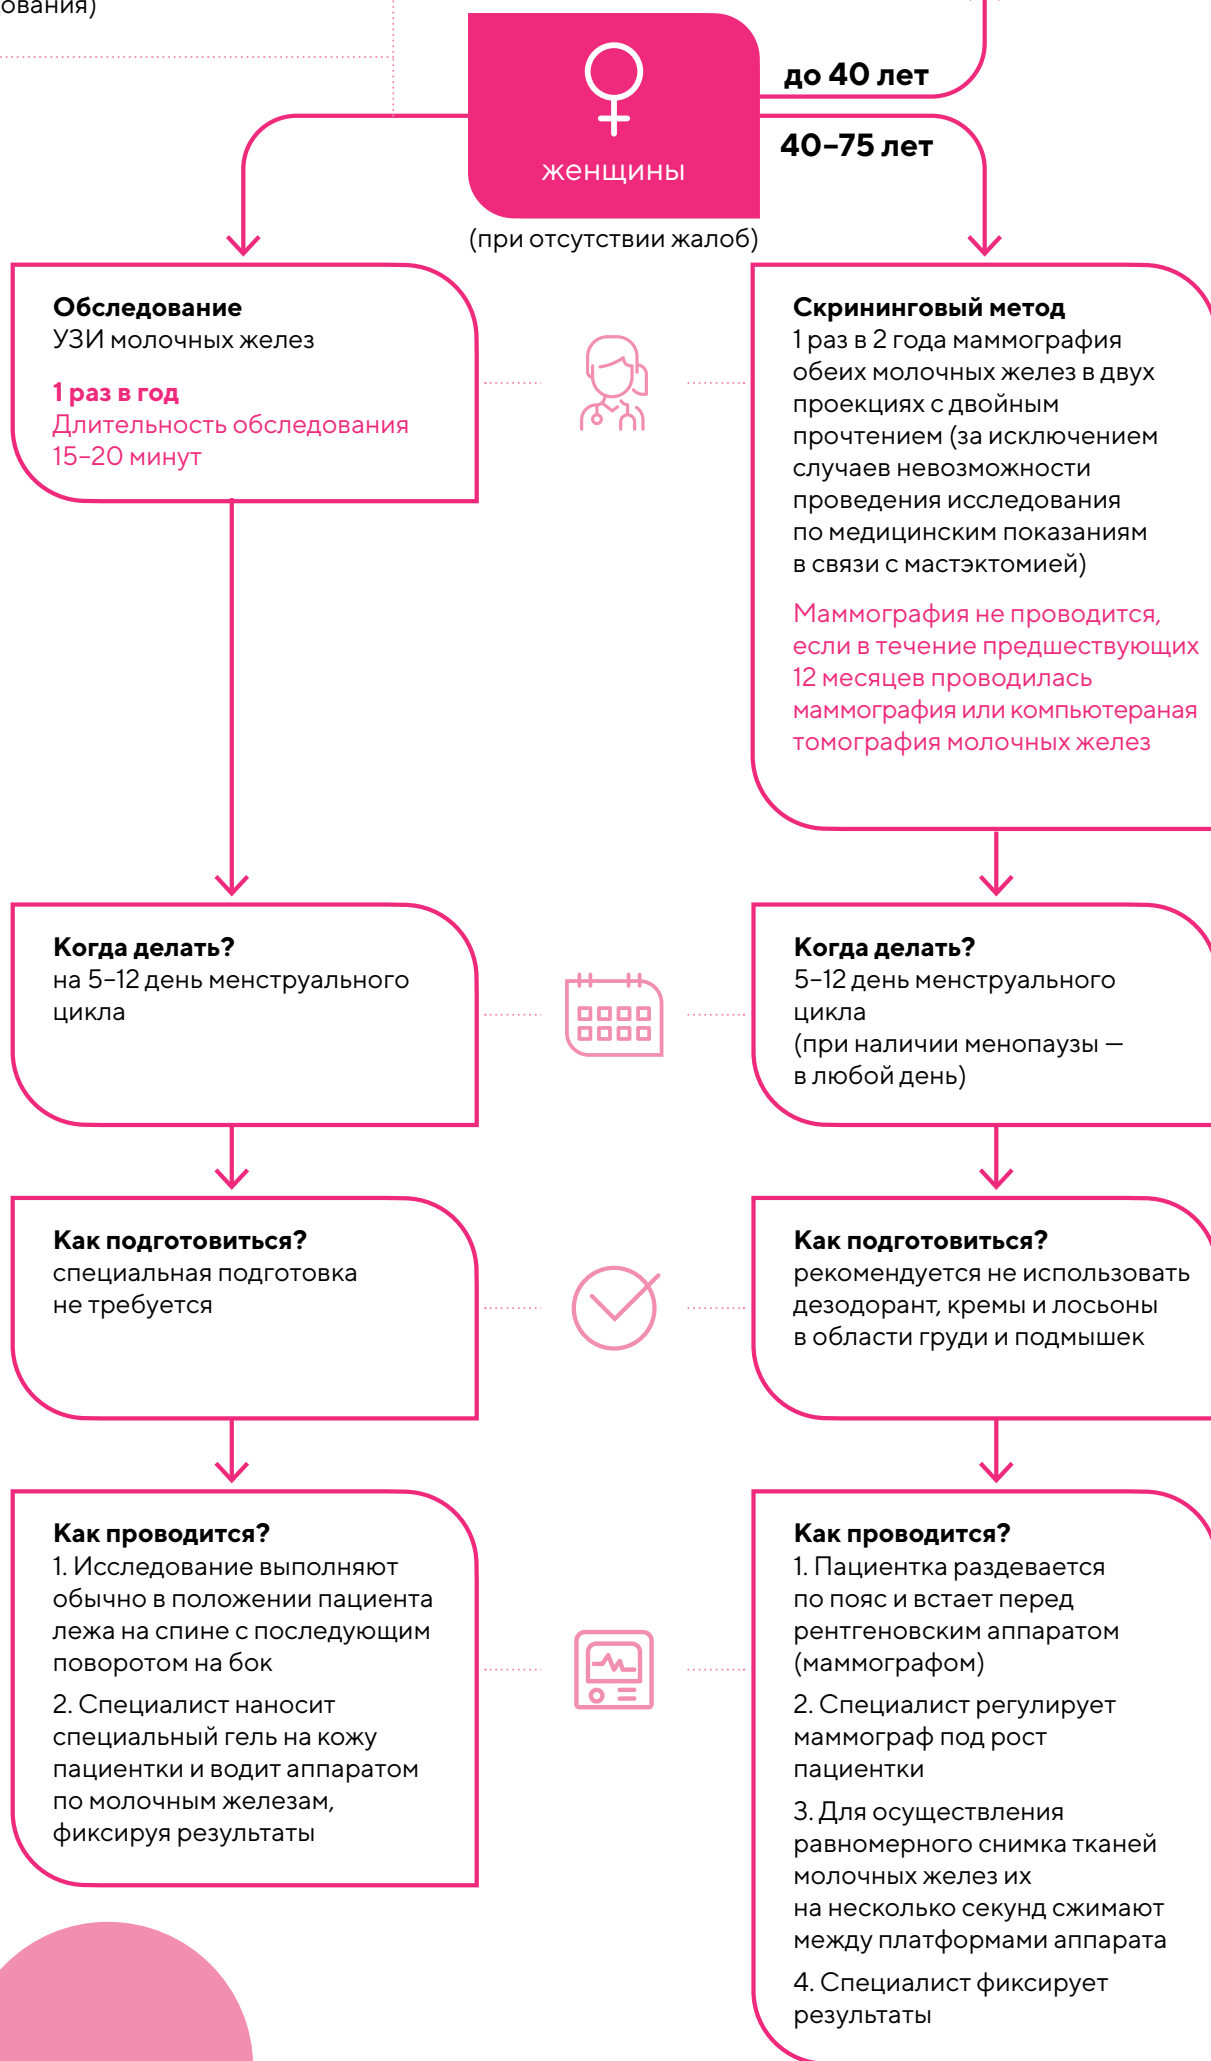 до 40 лет
40–75 лет
женщины
(при отсутствии жалоб)
Обследование
УЗИ молочных желез
1 раз в год
Длительность обследования
15–20 минут
Скрининговый метод
1 раз в 2 года маммография
обеих молочных желез в двух
проекциях с двойным
прочтением (за исключением
случаев невозможности
проведения исследования
по медицинским показаниям
в связи с мастэктомией)
Маммография не проводится,
если в течение предшествующих
12 месяцев проводилась
маммография или компьютераная
томография молочных желез
Когда делать?
на 5–12 день менструального
цикла
Когда делать?
5–12 день менструального
цикла
(при наличии менопаузы —
в любой день)
Как подготовиться?
специальная подготовка
не требуется
Как подготовиться?
рекомендуется не использовать
дезодорант, кремы и лосьоны
в области груди и подмышек
Как проводится?
1. Исследование выполняют
обычно в положении пациента
лежа на спине с последующим
поворотом на бок
2. Специалист наносит
специальный гель на кожу
пациентки и водит аппаратом
по молочным железам,
фиксируя результаты
Как проводится?
1. Пациентка раздевается
по пояс и встает перед
рентгеновским аппаратом
(маммографом)
2. Специалист регулирует
маммограф под рост
пациентки
3. Для осуществления
равномерного снимка тканей
молочных желез их
на несколько секунд сжимают
между платформами аппарата
4. Специалист фиксирует
результаты